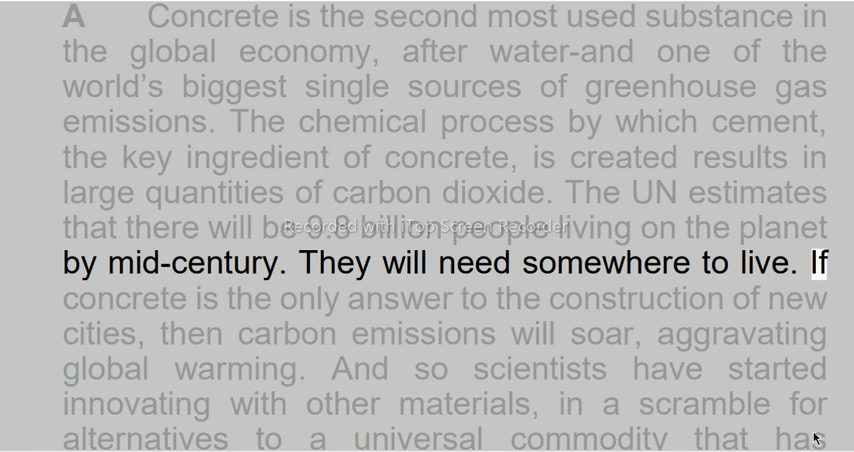 A Concrete is the second most used substance in
the global economy, after water-and one of the
world’s biggest single sources of greenhouse gas
emissions. The chemical process by which cement,
the key ingredient of concrete, is created results in
large quantities of carbon dioxide. The UN estimates
that there will be 9.8 billion people living on the planet
Recorded with iTop Screen Recorder
by mid-century. They will need somewhere to live. If
concrete is the only answer to the construction of new
cities, then carbon emissions will soar, aggravating
global warming. And so scientists have started
innovating with other materials, in a scramble for
alternatives to a universal commodity that has